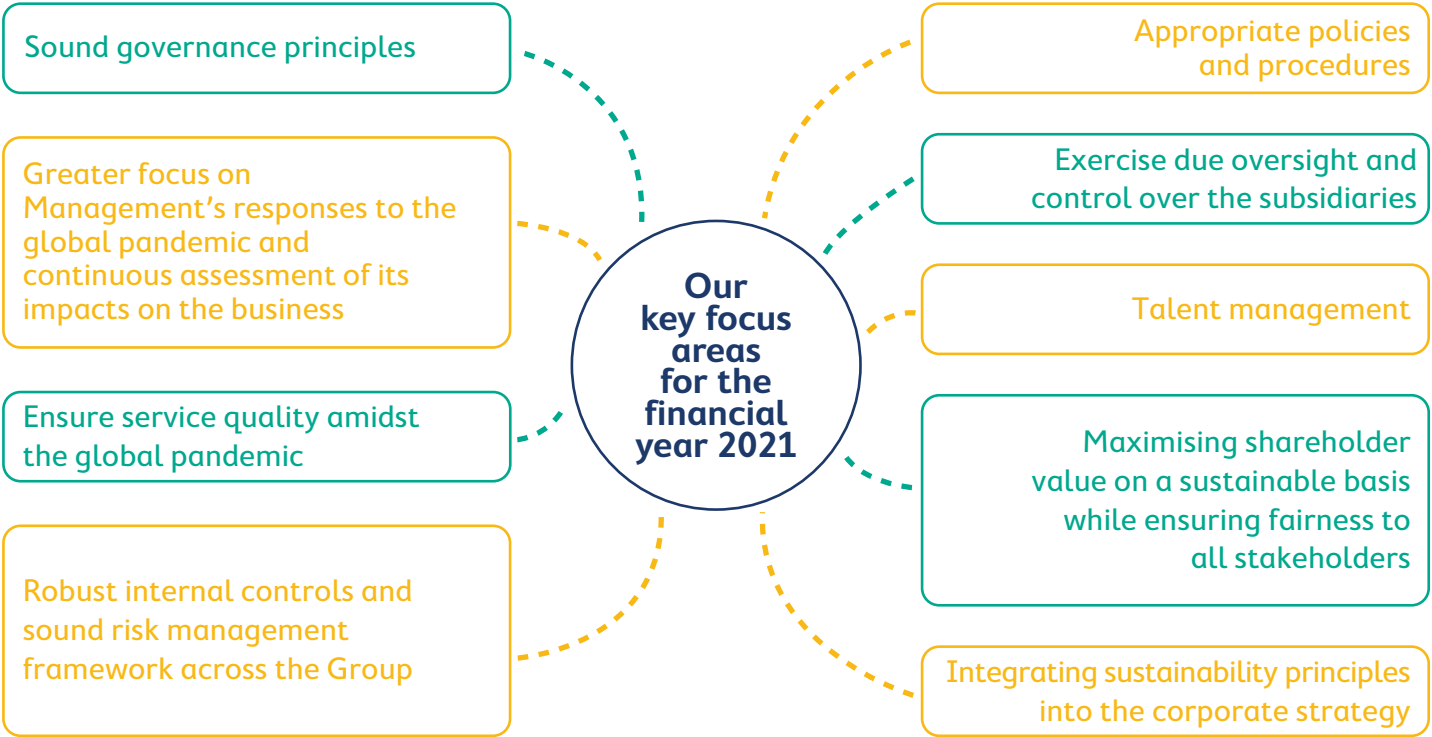 Sound governance principles
Greater focus on
Management’s responses to the
global pandemic and
continuous assessment of its
impacts on the business
Ensure service quality amidst
the global pandemic
Robust internal controls and
sound risk management
framework across the Group
Our
key focus
areas
for the
financial
year 2021
Appropriate policies
and procedures
Exercise due oversight and
control over the subsidiaries
Talent management
Maximising shareholder
value on a sustainable basis
while ensuring fairness to
all stakeholders
Integrating sustainability principles
into the corporate strategy